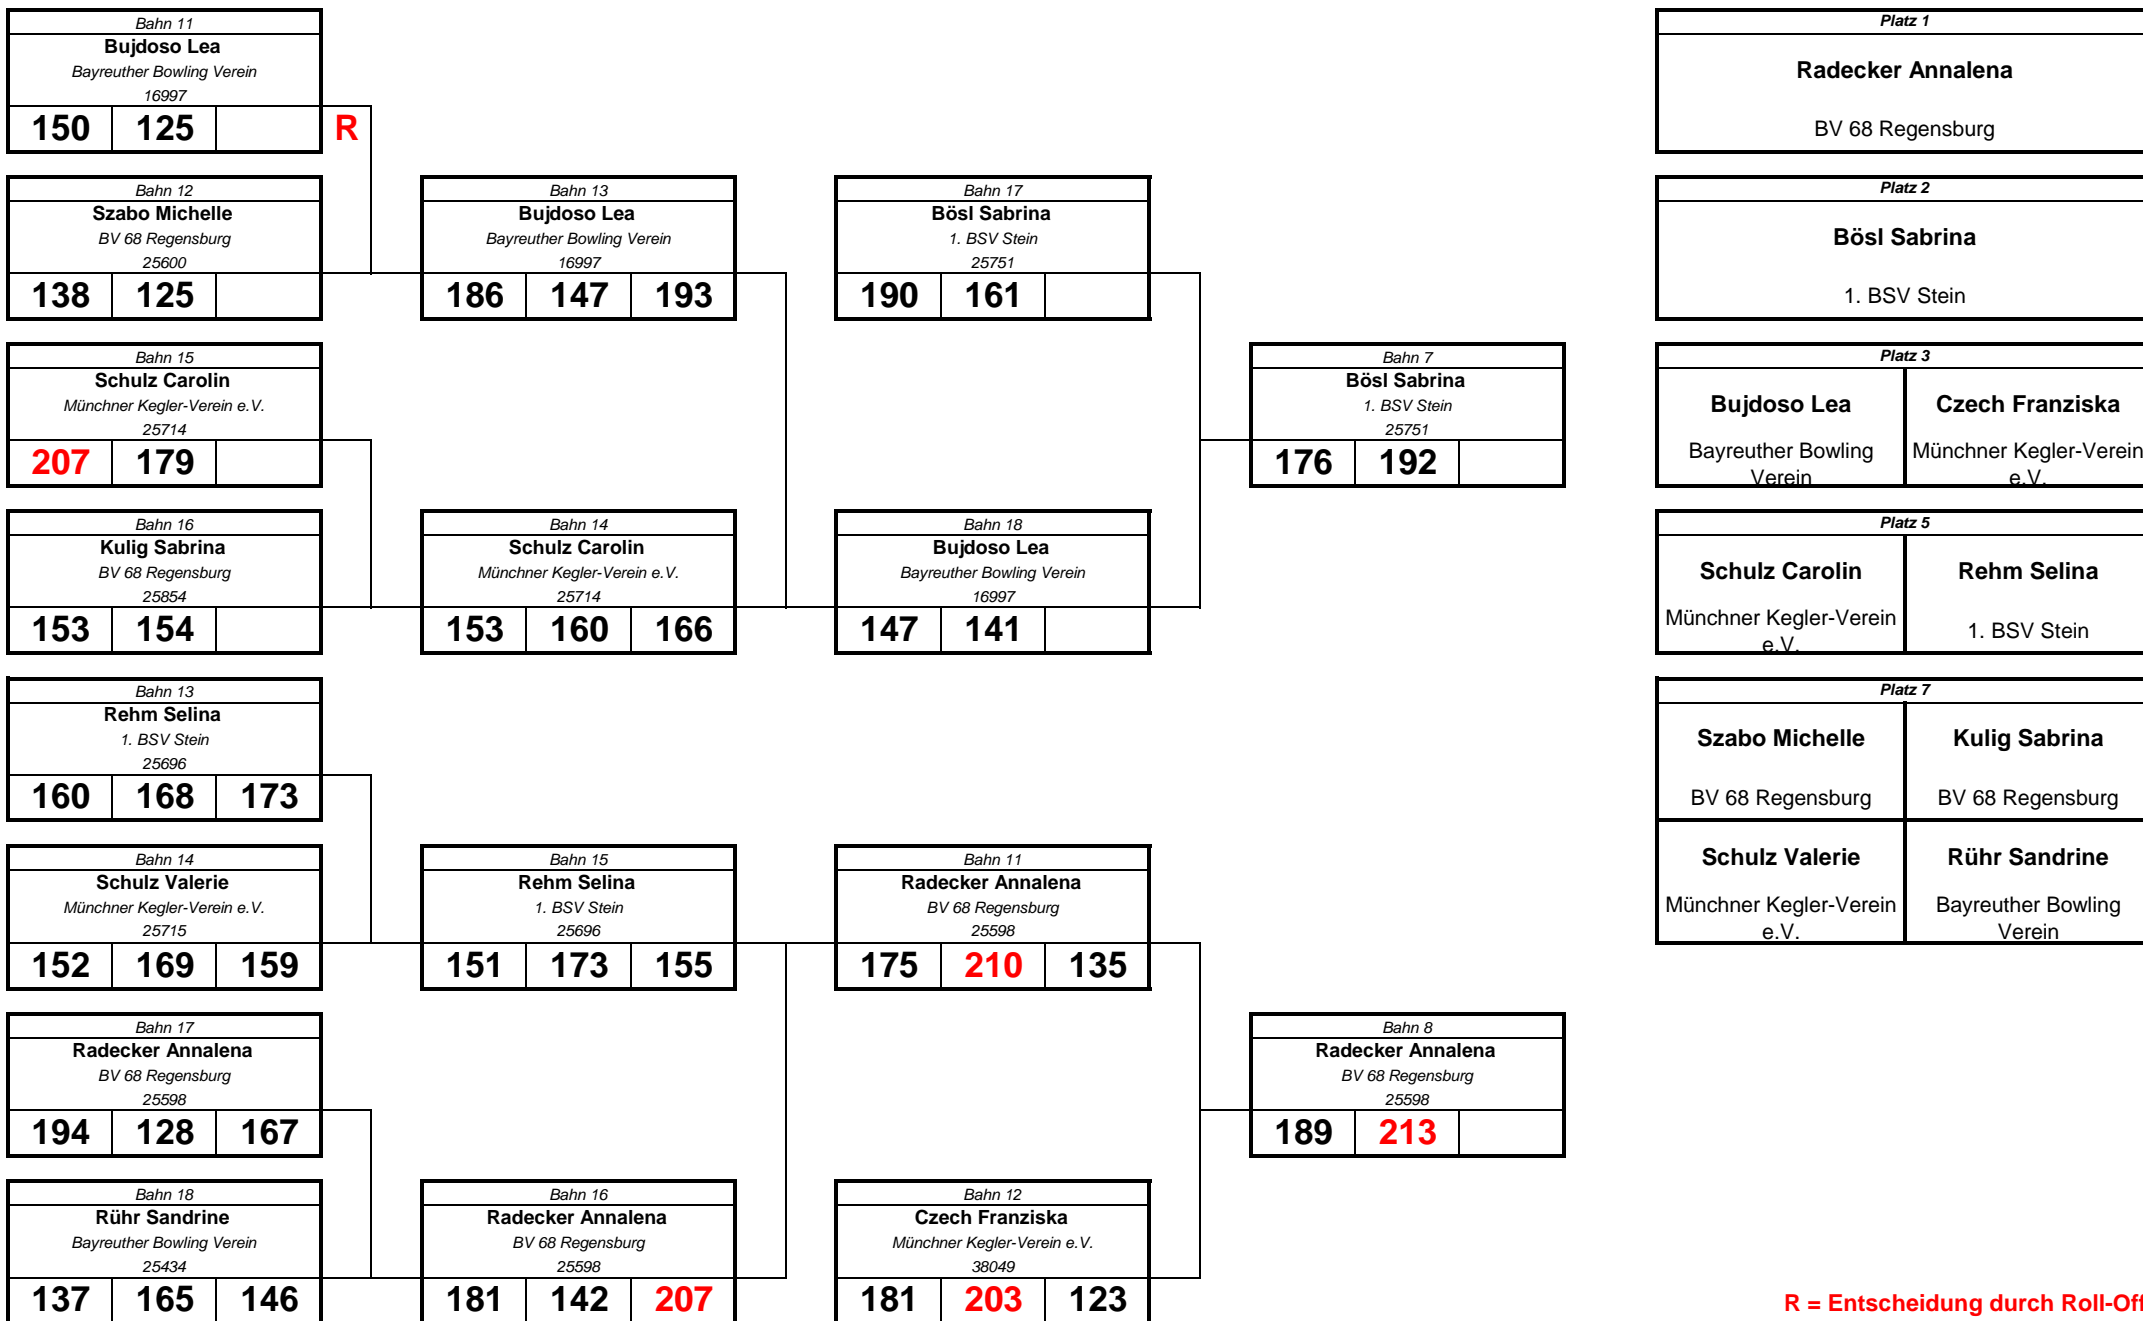 Bahn 11
Bujdoso Lea
Bayreuther Bowling Verein
16997
150 125 R
Bahn 12
Szabo Michelle
BV 68 Regensburg
25600
138 125
Bahn 15
Schulz Carolin
Münchner Kegler-Verein e.V.
25714
207 179
Bahn 16
Kulig Sabrina
BV 68 Regensburg
25854
153 154
Bahn 13
Rehm Selina
1. BSV Stein
25696
160 168 173
Bahn 14
Schulz Valerie
Münchner Kegler-Verein e.V.
25715
152 169 159
Bahn 17
Radecker Annalena
BV 68 Regensburg
25598
194 128 167
Bahn 18
Rühr Sandrine
Bayreuther Bowling Verein
25434
137 165 146
Bahn 13
Bujdoso Lea
Bayreuther Bowling Verein
16997
186 147 193
Bahn 14
Schulz Carolin
Münchner Kegler-Verein e.V.
25714
153 160 166
Bahn 15
Rehm Selina
1. BSV Stein
25696
151 173 155
Bahn 16
Radecker Annalena
BV 68 Regensburg
25598
181 142 207
Bahn 17
Bösl Sabrina
1. BSV Stein
25751
190 161
Bahn 18
Bujdoso Lea
Bayreuther Bowling Verein
16997
147 141
Bahn 11
Radecker Annalena
BV 68 Regensburg
25598
175 210 135
Bahn 12
Czech Franziska
Münchner Kegler-Verein e.V.
38049
181 203 123
Bahn 7
Bösl Sabrina
1. BSV Stein
25751
176 192
Bahn 8
Radecker Annalena
BV 68 Regensburg
25598
189 213
Platz 1
Radecker Annalena
BV 68 Regensburg
Platz 2
Bösl Sabrina
1. BSV Stein
Platz 3
Bujdoso Lea
Bayreuther Bowling
Verein
Czech Franziska
Münchner Kegler-Verein
e.V.
Platz 5
Schulz Carolin
Münchner Kegler-Verein
e.V.
Rehm Selina
1. BSV Stein
Platz 7
Szabo Michelle
BV 68 Regensburg
Kulig Sabrina
BV 68 Regensburg
Schulz Valerie
Münchner Kegler-Verein
e.V.
Rühr Sandrine
Bayreuther Bowling
Verein
R = Entscheidung durch Roll-Off